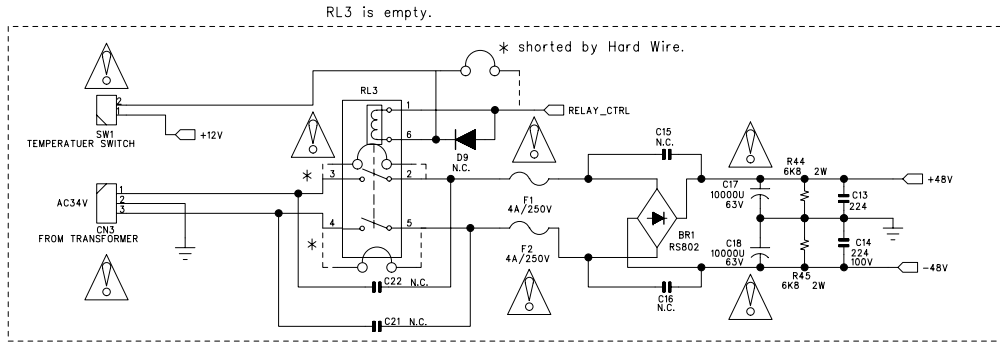 RL3 is empty.
* shorted by Hard Wire.
RL3
2
1
SW1
TEMPERATUER SWITCH
+12V
1
6
RELAY_CTRL
D9
N.C.
C15
N.C.
*
3
2
F1
4A/250V
C17
10000U
63V
R44
6K8 2W
C13
224
+48V
1
2
3
AC34V
CN3
FROM TRANSFORMER
*
4
5
F2
4A/250V
BR1
RS802
C18
10000U
63V
R45
6K8 2W
C14
224
100V
-48V
C22 N.C.
C16
N.C.
C21 N.C.